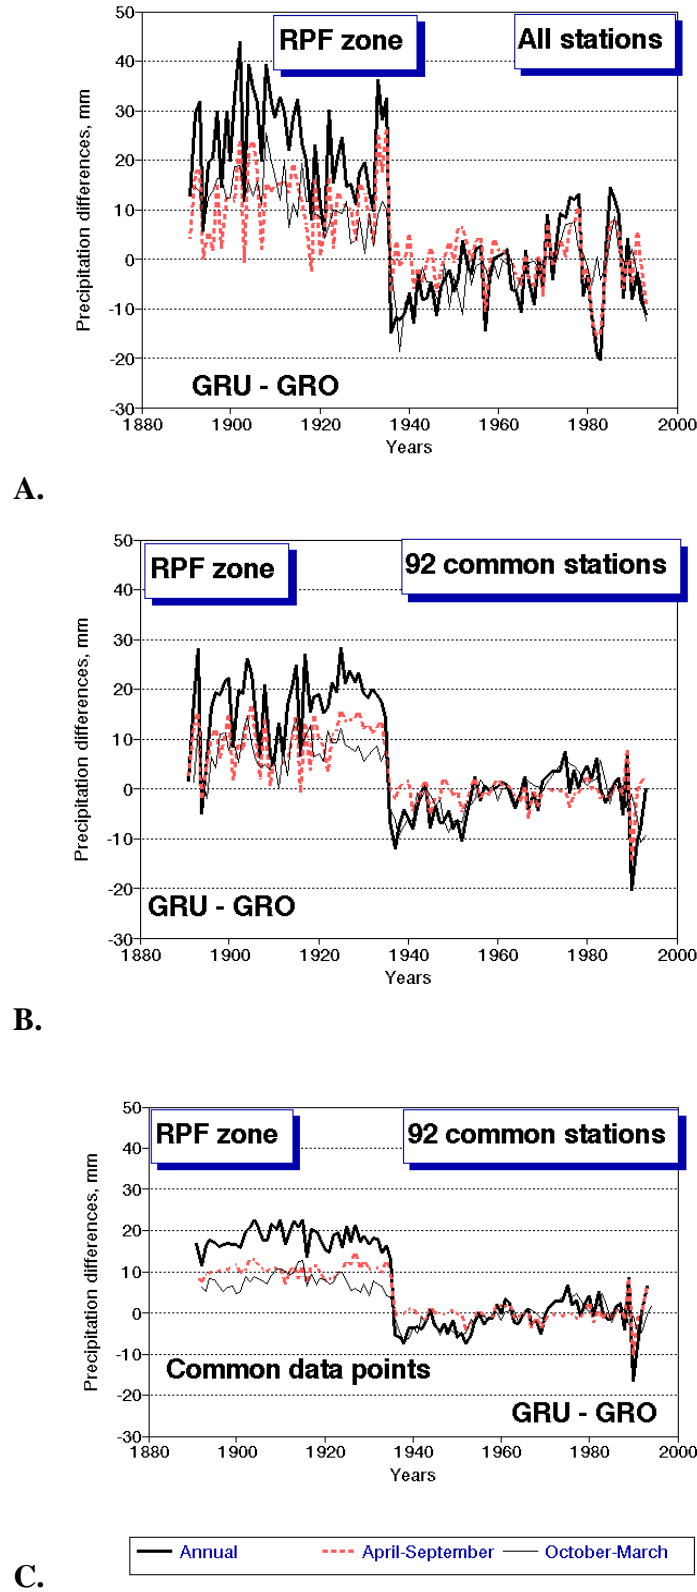 RPF zone
All stations
50
40
30
20
10
0
-10
-20
-30
Precipitation differences, mm
GRU - GRO
1880 1900 1920 1940 1960 1980 2000
Years
A.
RPF zone
92 common stations
50
40
30
20
10
0
-10
-20
-30
Precipitation differences, mm
GRU - GRO
1880 1900 1920 1940 1960 1980 2000
Years
B.
RPF zone
92 common stations
50
40
30
20
10
0
-10
-20
-30
Precipitation differences, mm
Common data points
GRU - GRO
1880 1900 1920 1940 1960 1980 2000
Years
Annual April-September October-March
C.